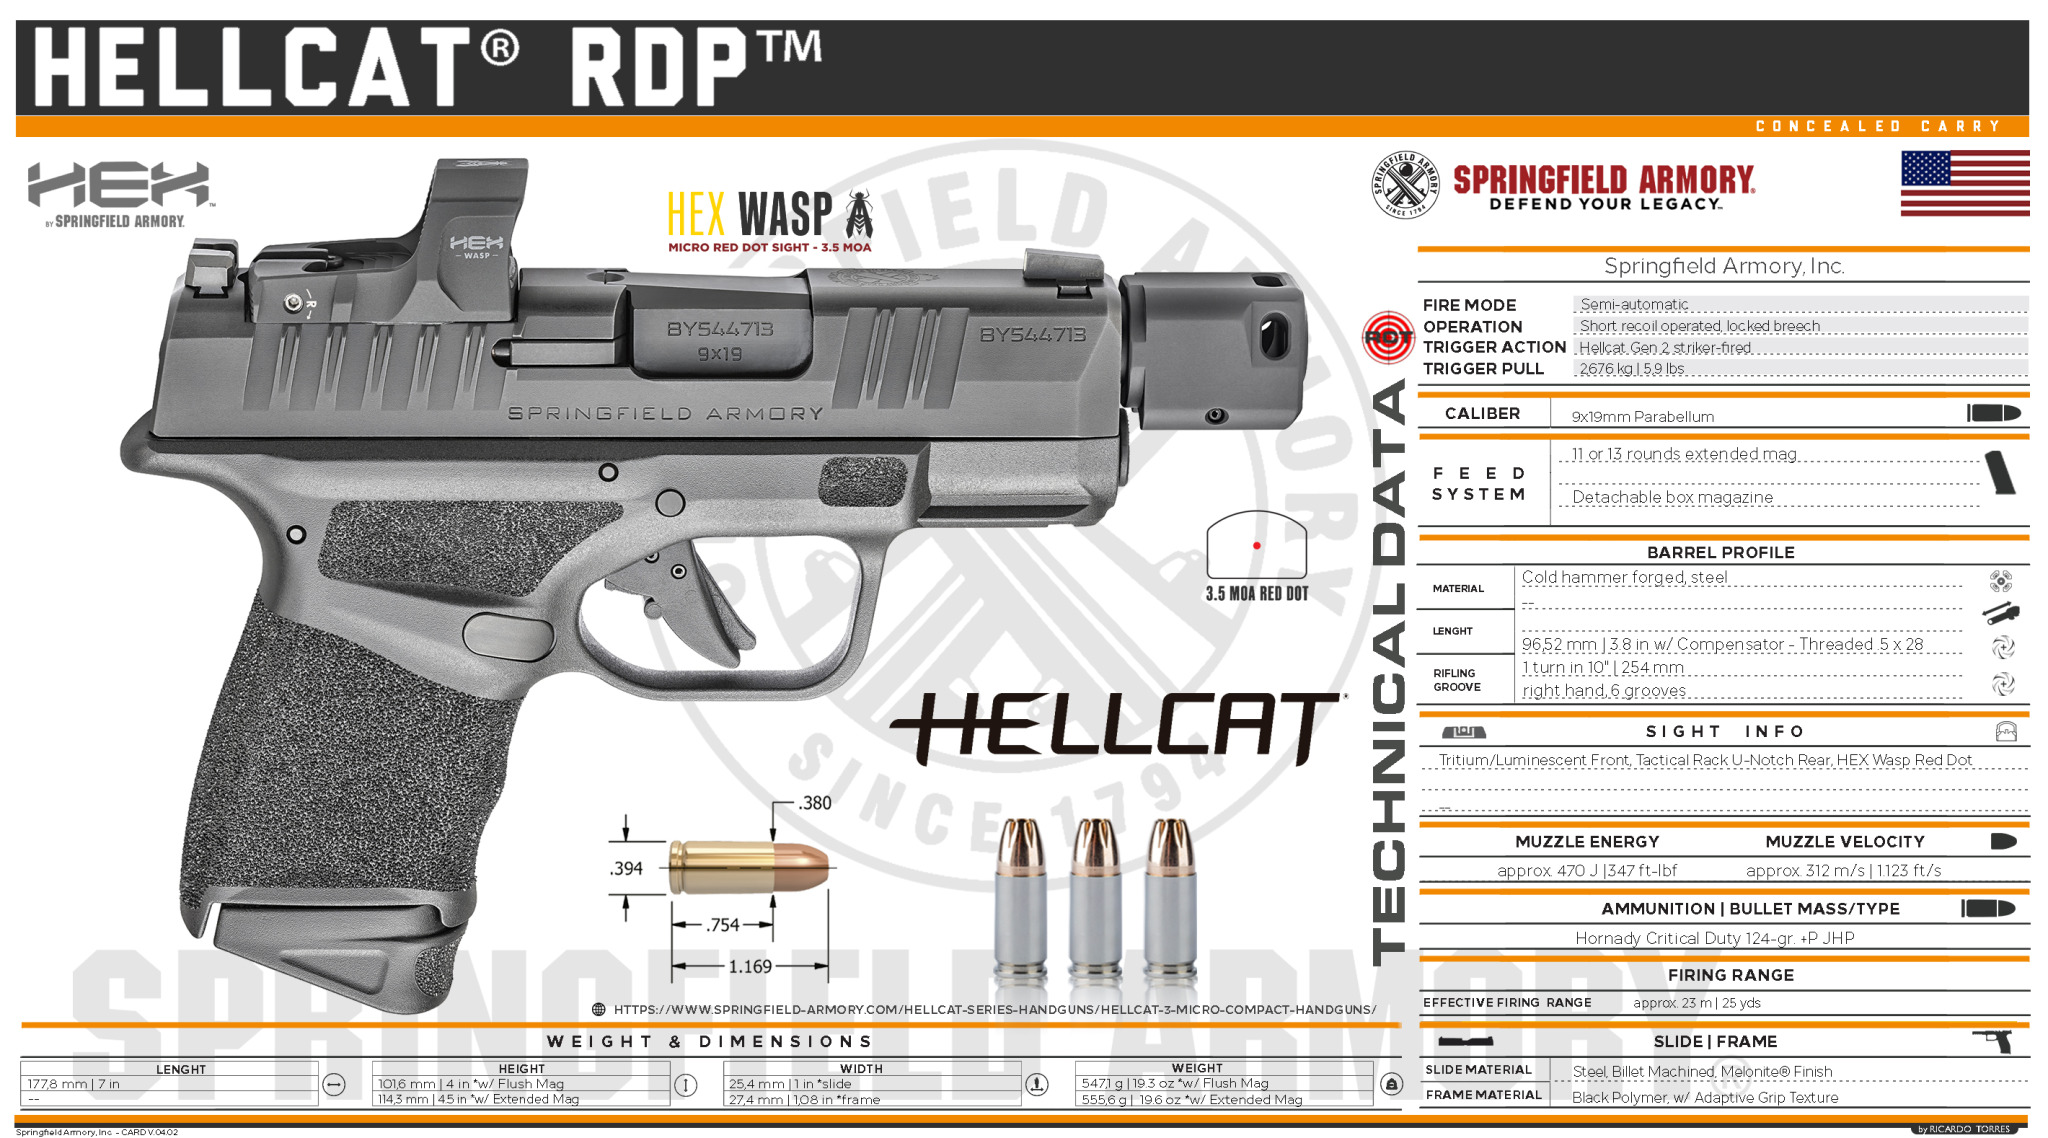 HELLCAT® RDP™
CONCEALED CARRY
HEX™
BY SPRINGFIELD ARMORY.
HEX WASP
MICRO RED DOT SIGHT - 3.5 MOA
HEX
- WASP -
R
BY544713
9x19
BY544713
SPRINGFIELD ARMORY
SPRINGFIELD ARMORY
SINCE 1794
SPRINGFIELD ARMORY®
DEFEND YOUR LEGACY™
SPRINGFIELD ARMORY
SINCE 1794
3.5 MOA RED DOT
HELLCAT®
.380
.394
.754
1.169
SPRINGFIELD ARMORY®
HTTPS://WWW.SPRINGFIELD-ARMORY.COM/HELLCAT-SERIES-HANDGUNS/HELLCAT-3-MICRO-COMPACT-HANDGUNS/
RDT
TECHNICAL DATA
Springfield Armory, Inc.
FIRE MODE Semi-automatic
OPERATION Short recoil operated, locked breech
TRIGGER ACTION Hellcat Gen 2 striker-fired
TRIGGER PULL 2,676 kg | 5.9 lbs
CALIBER 9x19mm Parabellum
FEED SYSTEM
11 or 13 rounds extended mag
Detachable box magazine
BARREL PROFILE
MATERIAL Cold hammer forged, steel
--
LENGHT
96,52 mm | 3.8 in w/ Compensator - Threaded .5 x 28
RIFLING GROOVE
1 turn in 10" | 254 mm
right hand, 6 grooves
SIGHT INFO
Tritium/Luminescent Front, Tactical Rack U-Notch Rear, HEX Wasp Red Dot
--
MUZZLE ENERGY MUZZLE VELOCITY
approx. 470 J |347 ft-lbf approx. 312 m/s | 1.123 ft/s
AMMUNITION | BULLET MASS/TYPE
Hornady Critical Duty 124-gr. +P JHP
FIRING RANGE
EFFECTIVE FIRING RANGE approx. 23 m | 25 yds
SLIDE | FRAME
SLIDE MATERIAL Steel, Billet Machined, Melonite® Finish
FRAME MATERIAL Black Polymer, w/ Adaptive Grip Texture
WEIGHT & DIMENSIONS
LENGHT
177,8 mm | 7 in
--
HEIGHT
101,6 mm | 4 in *w/ Flush Mag
114,3 mm | 4.5 in *w/ Extended Mag
WIDTH
25,4 mm | 1 in *slide
27,4 mm | 1,08 in *frame
WEIGHT
547,1 g | 19.3 oz *w/ Flush Mag
555,6 g | 19.6 oz *w/ Extended Mag
Springfield Armory, Inc. - CARD V.04.02
by RICARDO TORRES